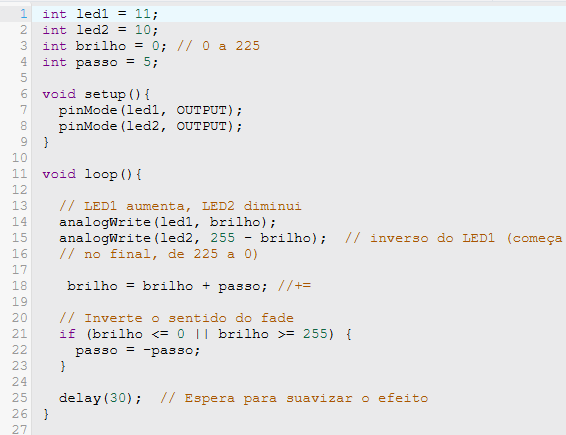 1 int led1 = 11;
2 int led2 = 10;
3 int brilho = 0; // 0 a 225
4 int passo = 5;
5
6 void setup(){
7   pinMode(led1, OUTPUT);
8   pinMode(led2, OUTPUT);
9 }
10
11 void loop(){
12
13   // LED1 aumenta, LED2 diminui
14   analogWrite(led1, brilho);
15   analogWrite(led2, 255 - brilho);  // inverso do LED1 (começa
16   // no final, de 225 a 0)
17
18    brilho = brilho + passo; //+=
19
20   // Inverte o sentido do fade
21   if (brilho <= 0 || brilho >= 255) {
22     passo = -passo;
23   }
24
25   delay(30);  // Espera para suavizar o efeito
26 }
27